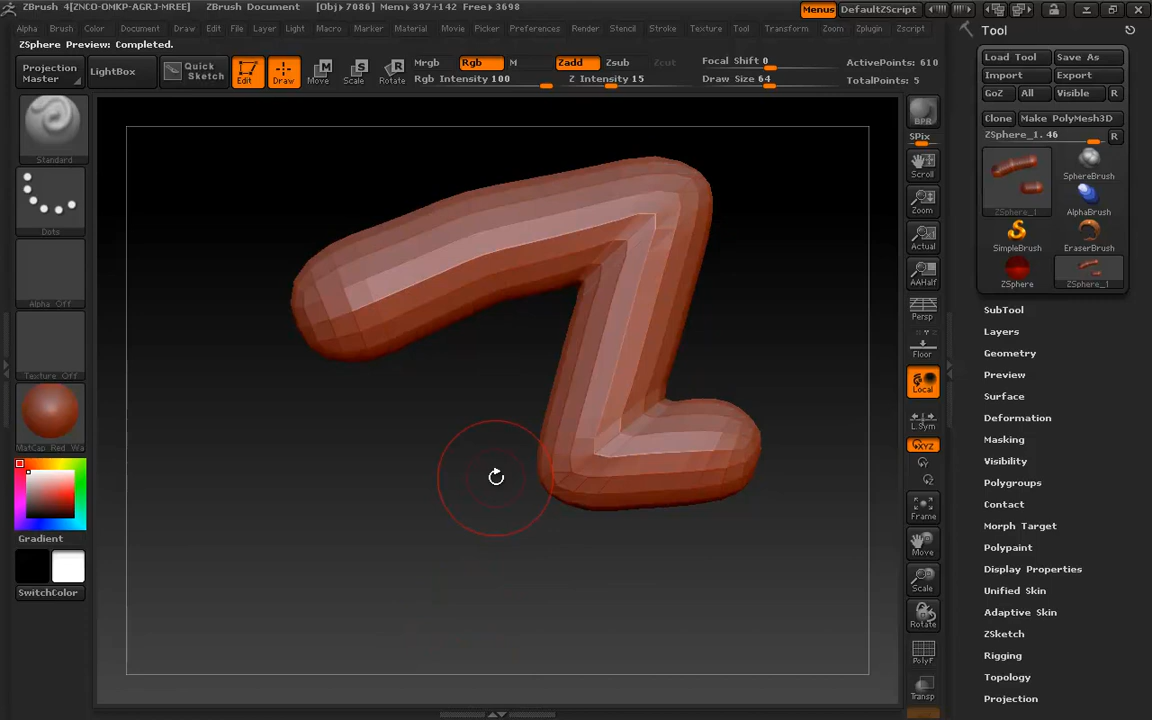 ZBrush 4[ZNCO-OMKP-AGRJ-MREE] ZBrush Document [Obj▸7086] Mem▸397+142 Free▸3698 Menus DefaultZScript
Alpha Brush Color Document Draw Edit File Layer Light Macro Marker Material Movie Picker Preferences Render Stencil Stroke Texture Tool Transform Zoom Zplugin Zscript
ZSphere Preview: Completed.
Projection Master
LightBox
Quick Sketch
Edit
Draw
Move
Scale
Rotate
Mrgb Rgb M
Rgb Intensity 100
Zadd Zsub Zcut
Z Intensity 15
Focal Shift 0
Draw Size 64
ActivePoints: 610
TotalPoints: 5
Standard
Dots
Alpha Off
Texture Off
MatCap Red Wa
Gradient
SwitchColor
BPR
SPix
Scroll
Zoom
Actual
AAHalf
Persp
Floor
Local
L.Sym
XYZ
Frame
Move
Scale
Rotate
PolyF
Transp
Tool
Load Tool Save As
Import Export
GoZ All Visible R
Clone Make PolyMesh3D
ZSphere_1.46 R
ZSphere_1
SphereBrush
AlphaBrush
SimpleBrush
EraserBrush
ZSphere
ZSphere_1
SubTool
Layers
Geometry
Preview
Surface
Deformation
Masking
Visibility
Polygroups
Contact
Morph Target
Polypaint
Display Properties
Unified Skin
Adaptive Skin
ZSketch
Rigging
Topology
Projection